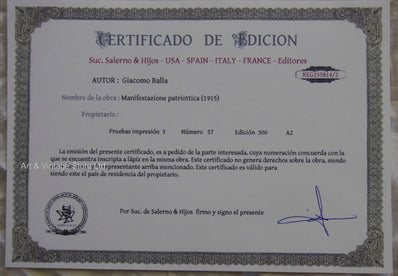 CERTIFICADO DE EDICION
Suc. Salerno & Hijos - USA - SPAIN - ITALY - FRANCE - Editores
REG255814/2
AUTOR : Giacomo Balla
Nombre de la obra : Manifestazione patriottica (1915)
Propietario :
Pruebas impresión 3 Número 57 Edición 300 A2
La emisión del presente certificado, es a pedido de la parte interesada, cuya numeración concuerda con la
que se encuentra inscripta a lápiz en la misma obra. Este certificado no genera derechos sobre la obra, siendo
representante arriba mencionado. Este certificado es válido para
siendo este el país de residencia del propietario.
Art & Vintage Store
Por Suc. de Salerno & Hijos firmo y signo el presente